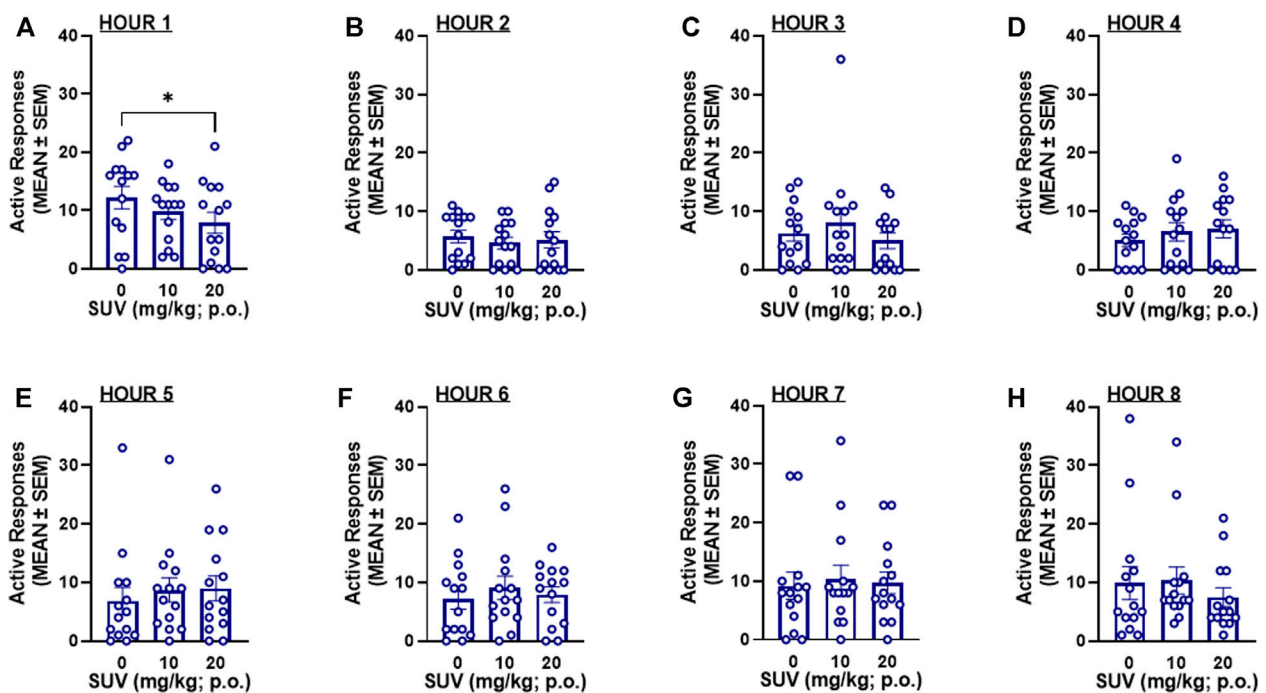 A
HOUR 1
Active Responses
(MEAN ± SEM)
40
30
20
10
0
*
0 10 20
SUV (mg/kg; p.o.)
B
HOUR 2
Active Responses
(MEAN ± SEM)
40
30
20
10
0
0 10 20
SUV (mg/kg; p.o.)
C
HOUR 3
Active Responses
(MEAN ± SEM)
40
30
20
10
0
0 10 20
SUV (mg/kg; p.o.)
D
HOUR 4
Active Responses
(MEAN ± SEM)
40
30
20
10
0
0 10 20
SUV (mg/kg; p.o.)
E
HOUR 5
Active Responses
(MEAN ± SEM)
40
30
20
10
0
0 10 20
SUV (mg/kg; p.o.)
F
HOUR 6
Active Responses
(MEAN ± SEM)
40
30
20
10
0
0 10 20
SUV (mg/kg; p.o.)
G
HOUR 7
Active Responses
(MEAN ± SEM)
40
30
20
10
0
0 10 20
SUV (mg/kg; p.o.)
H
HOUR 8
Active Responses
(MEAN ± SEM)
40
30
20
10
0
0 10 20
SUV (mg/kg; p.o.)